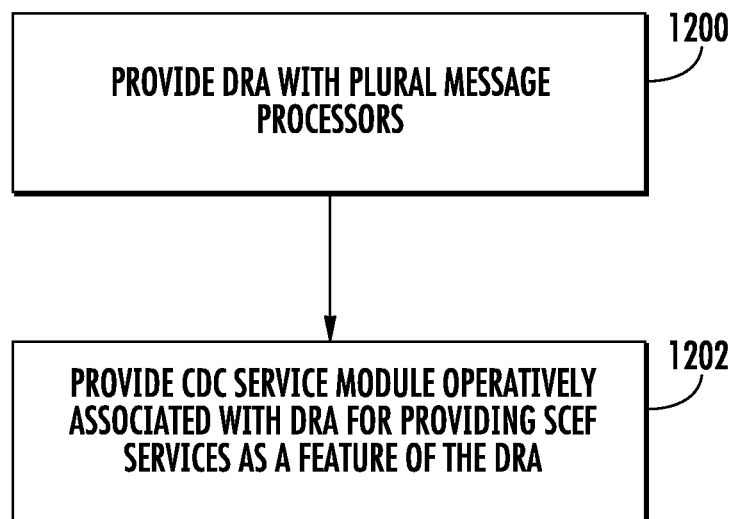 1200
PROVIDE DRA WITH PLURAL MESSAGE
PROCESSORS
1202
PROVIDE CDC SERVICE MODULE OPERATIVELY
ASSOCIATED WITH DRA FOR PROVIDING SCEF
SERVICES AS A FEATURE OF THE DRA